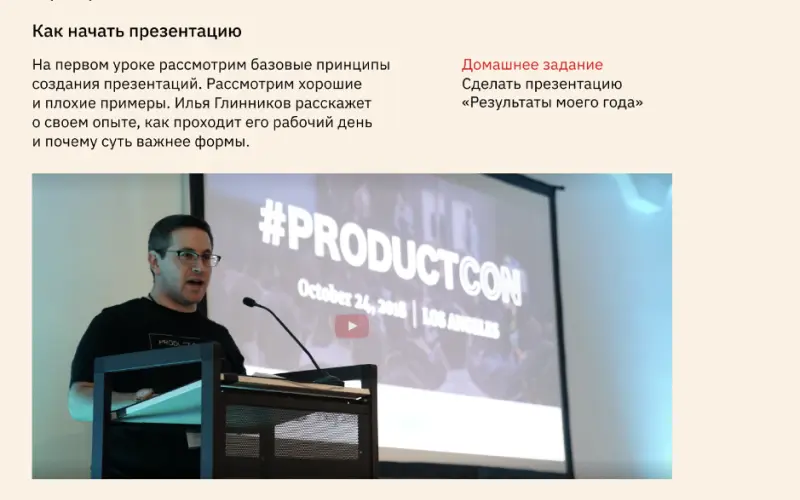 Как начать презентацию
На первом уроке рассмотрим базовые принципы
создания презентаций. Рассмотрим хорошие
и плохие примеры. Илья Глинников расскажет
о своем опыте, как проходит его рабочий день
и почему суть важнее формы.
Домашнее задание
Сделать презентацию
«Результаты моего года»
#PRODUCTCON
October 24, 2018 | LOS ANGELES